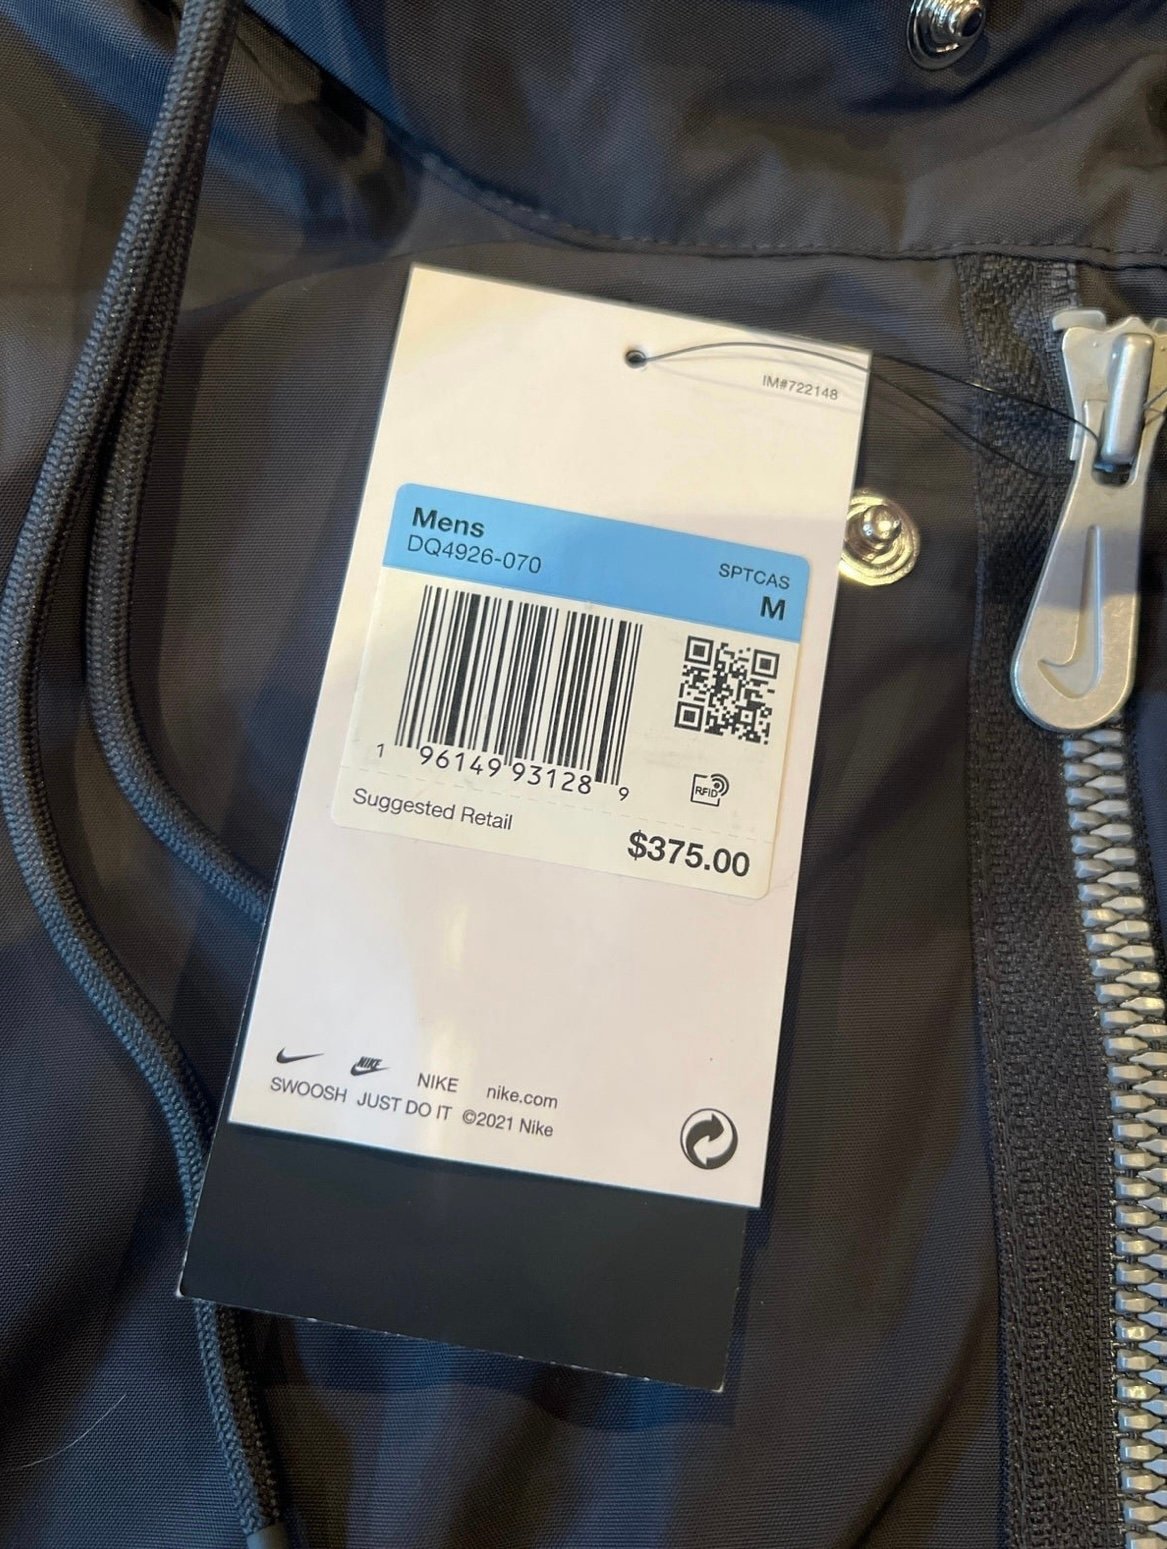 IM#722148
Mens
DQ4926-070
SPTCAS
M
1 96149 93128 9
RFID
Suggested Retail
$375.00
NIKE
NIKE nike.com
SWOOSH JUST DO IT ©2021 Nike